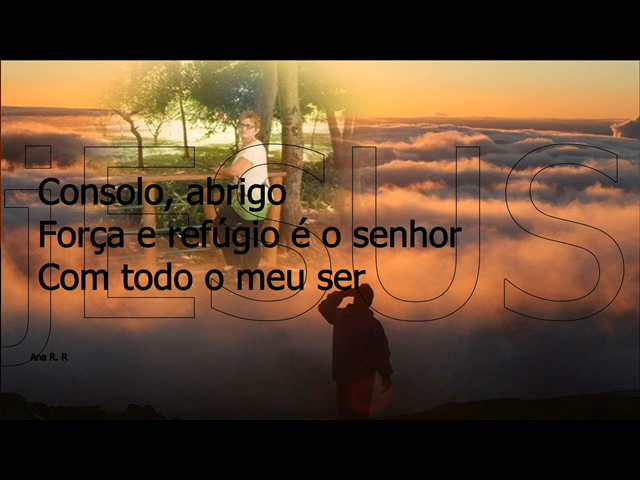 jESUS
Consolo, abrigo
Força e refúgio é o senhor
Com todo o meu ser
Ana R. R